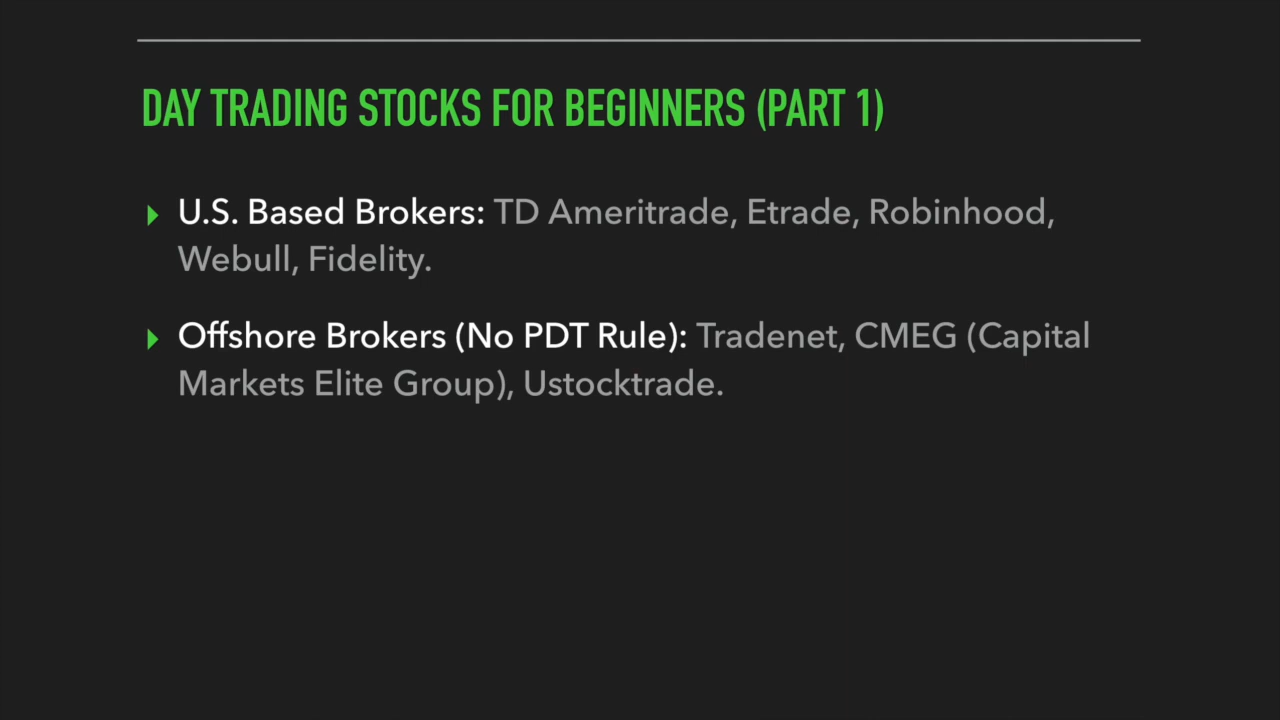 DAY TRADING STOCKS FOR BEGINNERS (PART 1)
U.S. Based Brokers: TD Ameritrade, Etrade, Robinhood,
Webull, Fidelity.
Offshore Brokers (No PDT Rule): Tradenet, CMEG (Capital
Markets Elite Group), Ustocktrade.